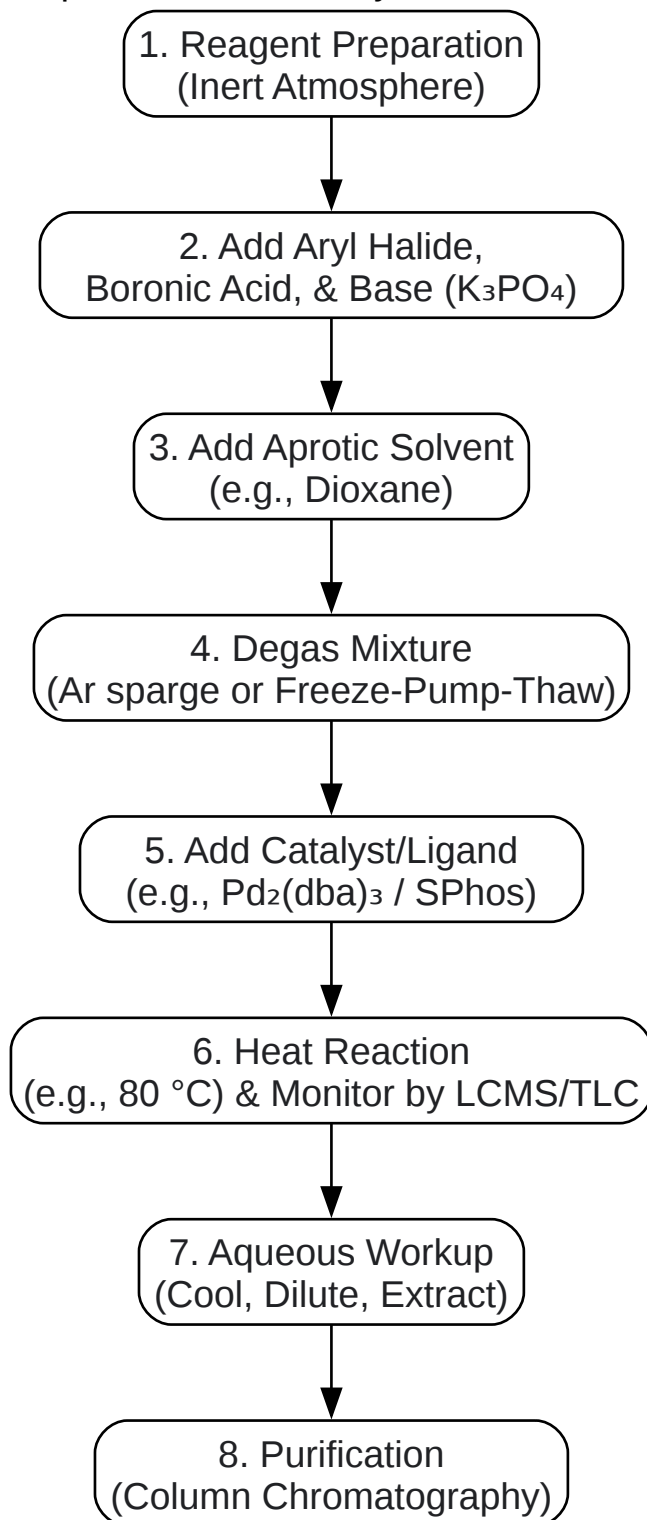 1. Reagent Preparation
(Inert Atmosphere)
2. Add Aryl Halide,
Boronic Acid, & Base (K₃PO₄)
3. Add Aprotic Solvent
(e.g., Dioxane)
4. Degas Mixture
(Ar sparge or Freeze-Pump-Thaw)
5. Add Catalyst/Ligand
(e.g., Pd₂(dba)₃ / SPhos)
6. Heat Reaction
(e.g., 80 °C) & Monitor by LCMS/TLC
7. Aqueous Workup
(Cool, Dilute, Extract)
8. Purification
(Column Chromatography)